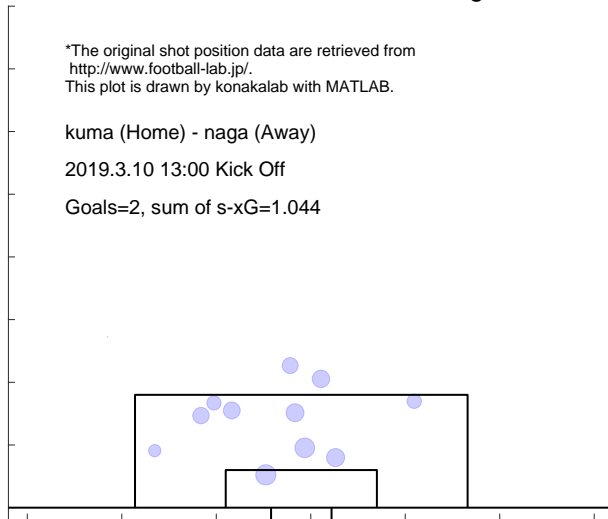 *The original shot position data are retrieved from
http://www.football-lab.jp/.
This plot is drawn by konakalab with MATLAB.
kuma (Home) - naga (Away)
2019.3.10 13:00 Kick Off
Goals=2, sum of s-xG=1.044